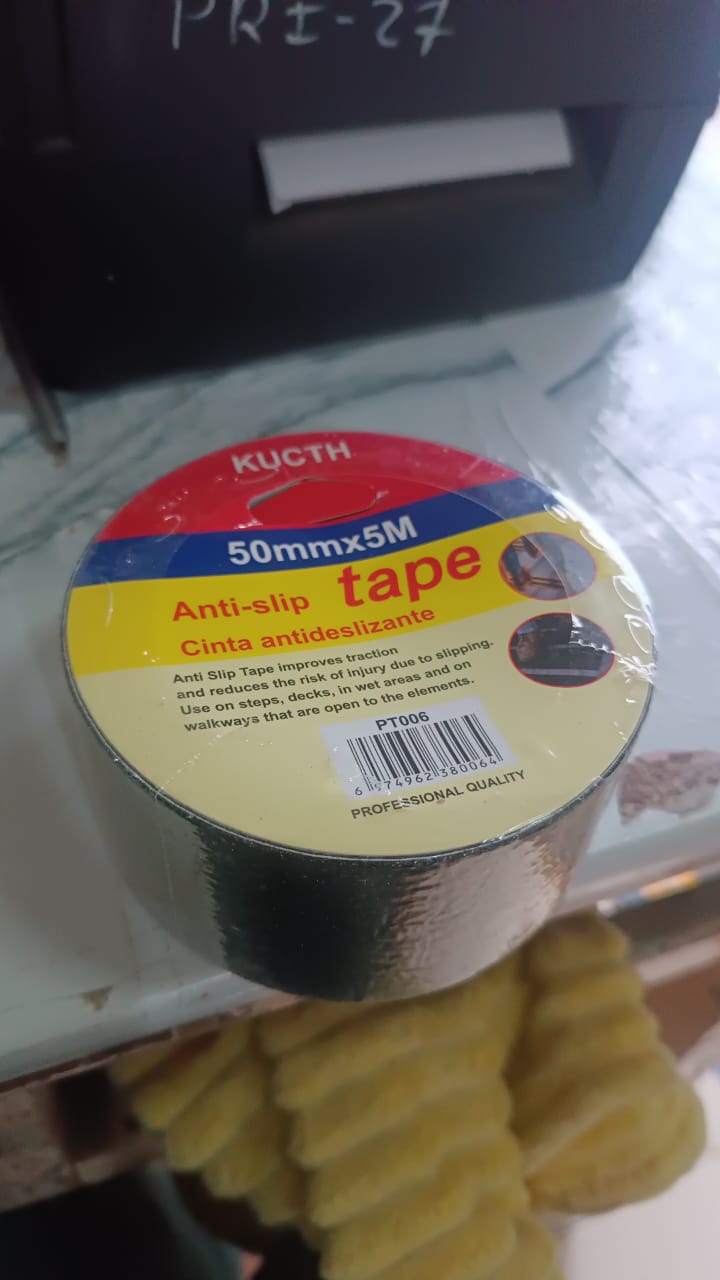 PRI-27
KUCTH
50mmx5M
Anti-slip tape
Cinta antideslizante
Anti Slip Tape improves traction
and reduces the risk of injury due to slipping.
Use on steps, decks, in wet areas and on
walkways that are open to the elements.
PT006
6 974962 380064
PROFESSIONAL QUALITY